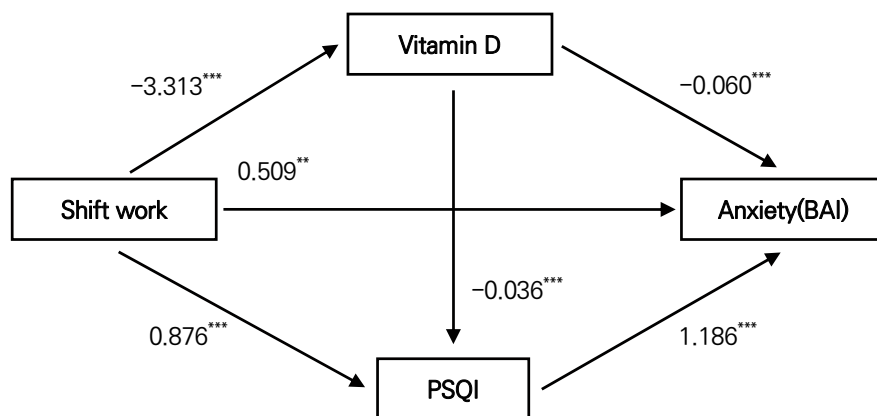 Vitamin D
−3.313***
−0.060***
0.509**
Shift work
Anxiety(BAI)
−0.036***
0.876***
1.186***
PSQI